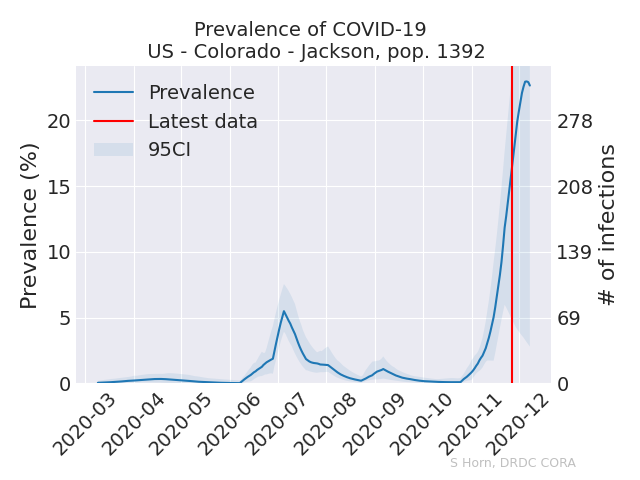 Prevalence of COVID-19
US - Colorado - Jackson, pop. 1392
Prevalence
Latest data
95CI
Prevalence (%)
20
15
10
5
0
278
208
139
69
0
# of infections
2020-03
2020-04
2020-05
2020-06
2020-07
2020-08
2020-09
2020-10
2020-11
2020-12
S Horn, DRDC CORA